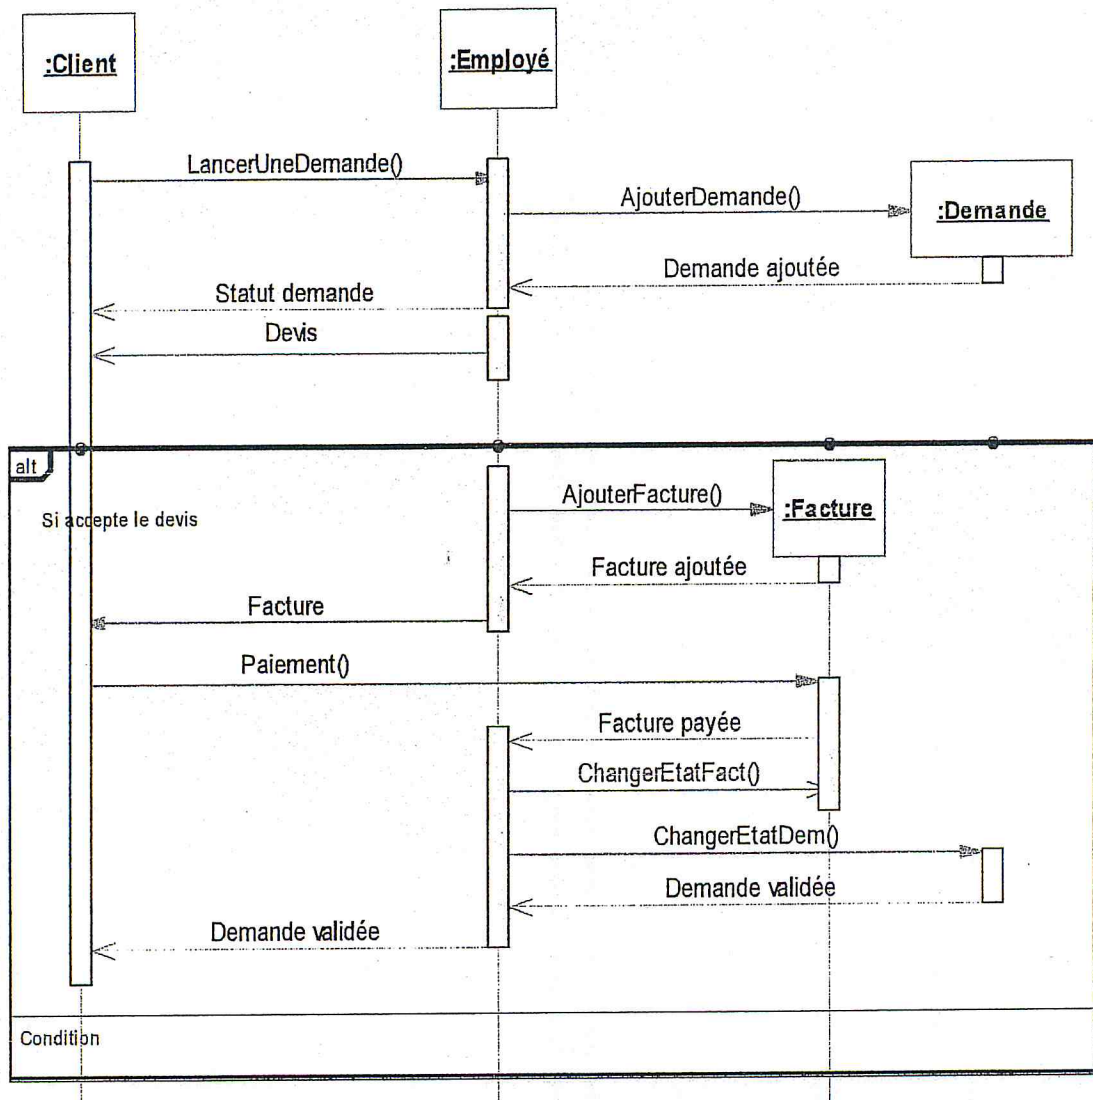 :Client
:Employé
LancerUneDemande()
AjouterDemande()
:Demande
Demande ajoutée
Statut demande
Devis
alt
AjouterFacture()
:Facture
Si accepte le devis
Facture ajoutée
Facture
Paiement()
Facture payée
ChangerEtatFact()
ChangerEtatDem()
Demande validée
Demande validée
Condition